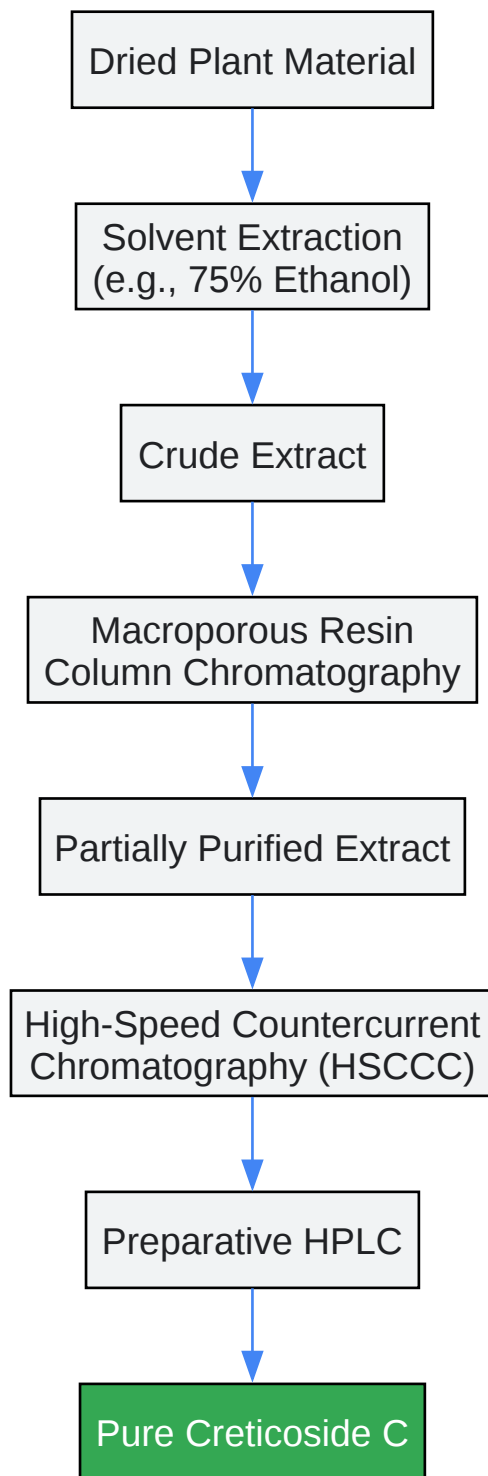 Dried Plant Material
Solvent Extraction
(e.g., 75% Ethanol)
Crude Extract
Macroporous Resin
Column Chromatography
Partially Purified Extract
High-Speed Countercurrent
Chromatography (HSCCC)
Preparative HPLC
Pure Creticoside C